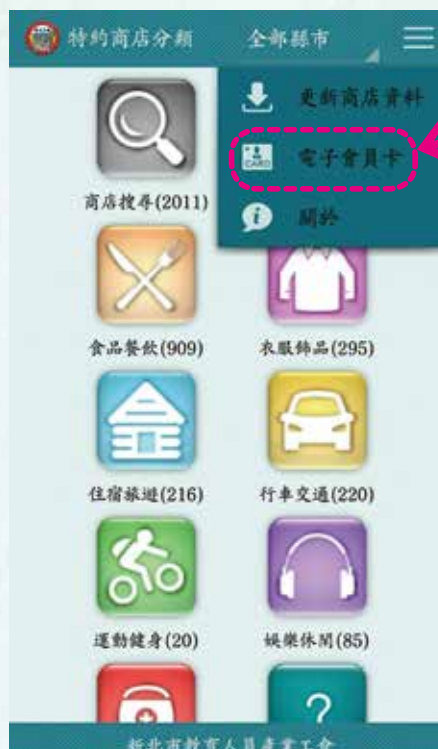 特約商店分類 全部縣市
更新商店資料
CARD 電子會員卡
關於
商店搜尋(2011)
食品餐飲(909) 衣服飾品(295)
住宿旅遊(216) 行車交通(220)
運動健身(20) 娛樂休閒(85)
?
新北市教育人員產業工會